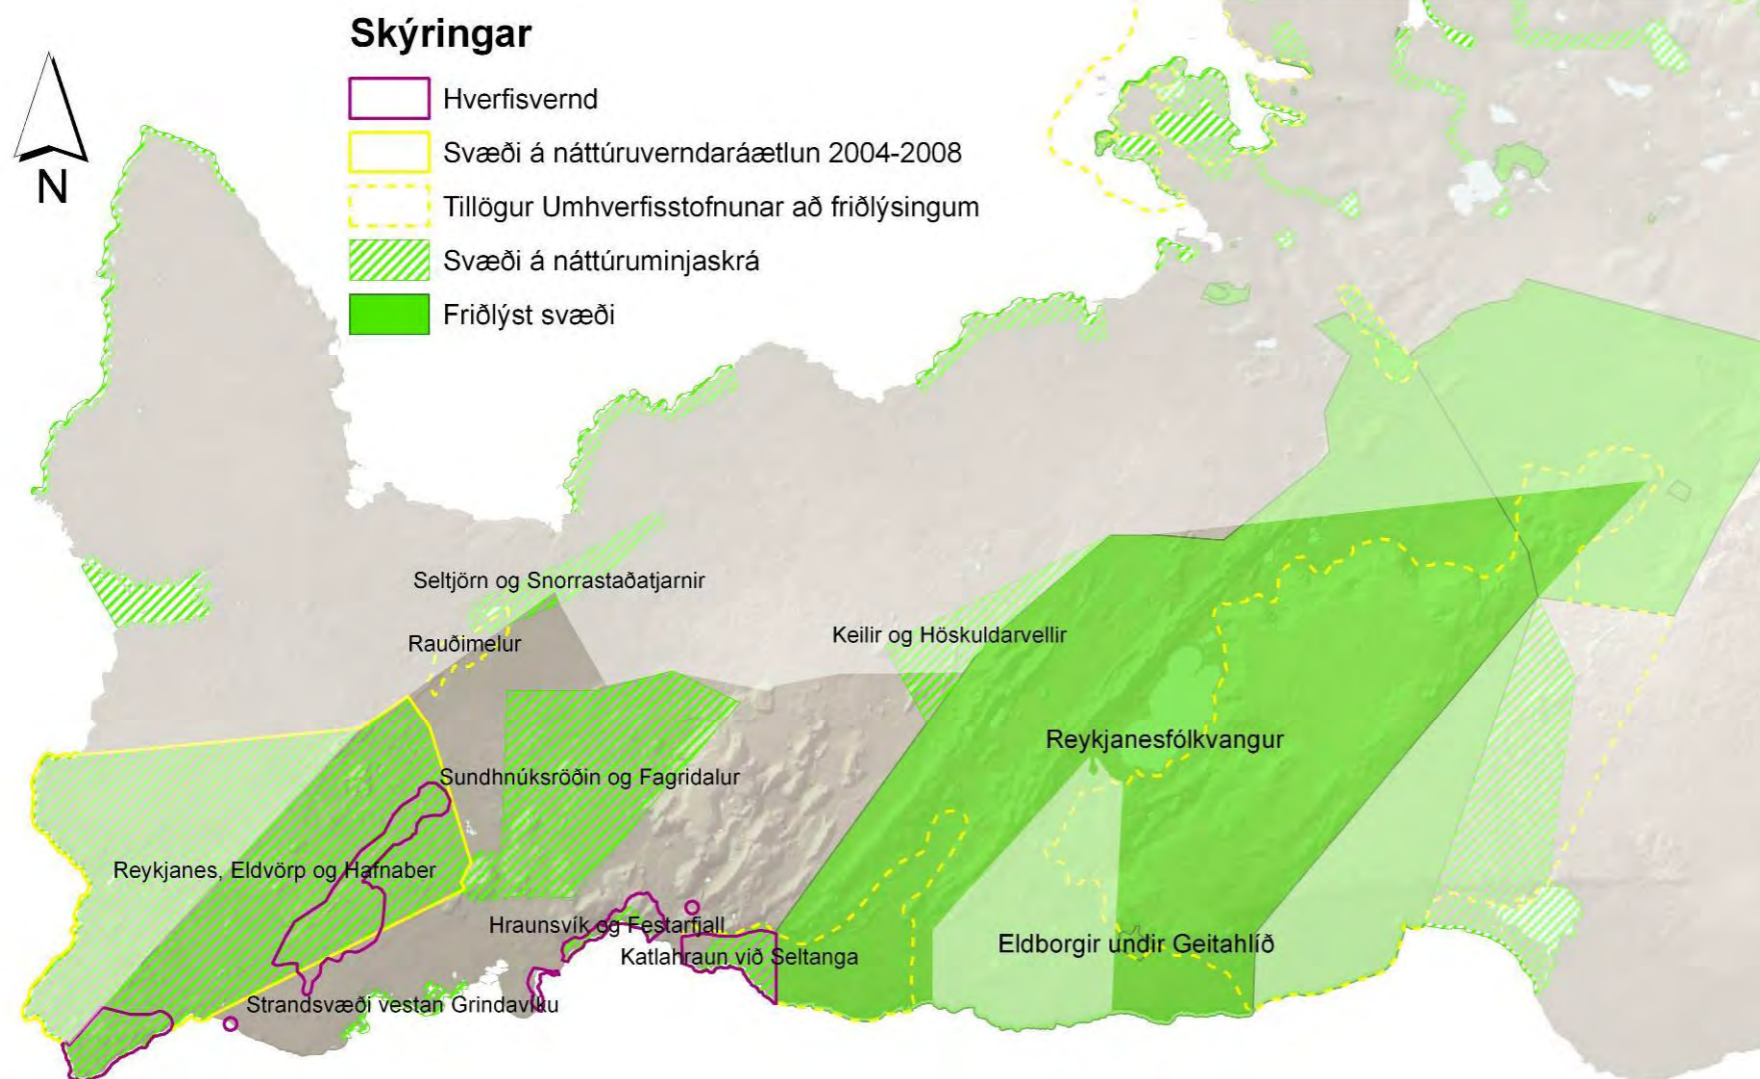 Skýringar
N
Hverfisvernd
Svæði á náttúruverndaráætlun 2004-2008
Tillögur Umhverfisstofnunar að friðlýsingum
Svæði á náttúruminjaskrá
Friðlýst svæði
Seltjörn og Snorrastaðatjarnir
Rauðimelur
Keilir og Höskuldarvellir
Reykjanesfólkvangur
Sundhnúksröðin og Fagridalur
Reykjanes, Eldvörp og Hafnaber
Hraunsvík og Festarfjall
Katlahraun við Seltanga
Eldborgir undir Geitahlíð
Strandsvæði vestan Grindavíku